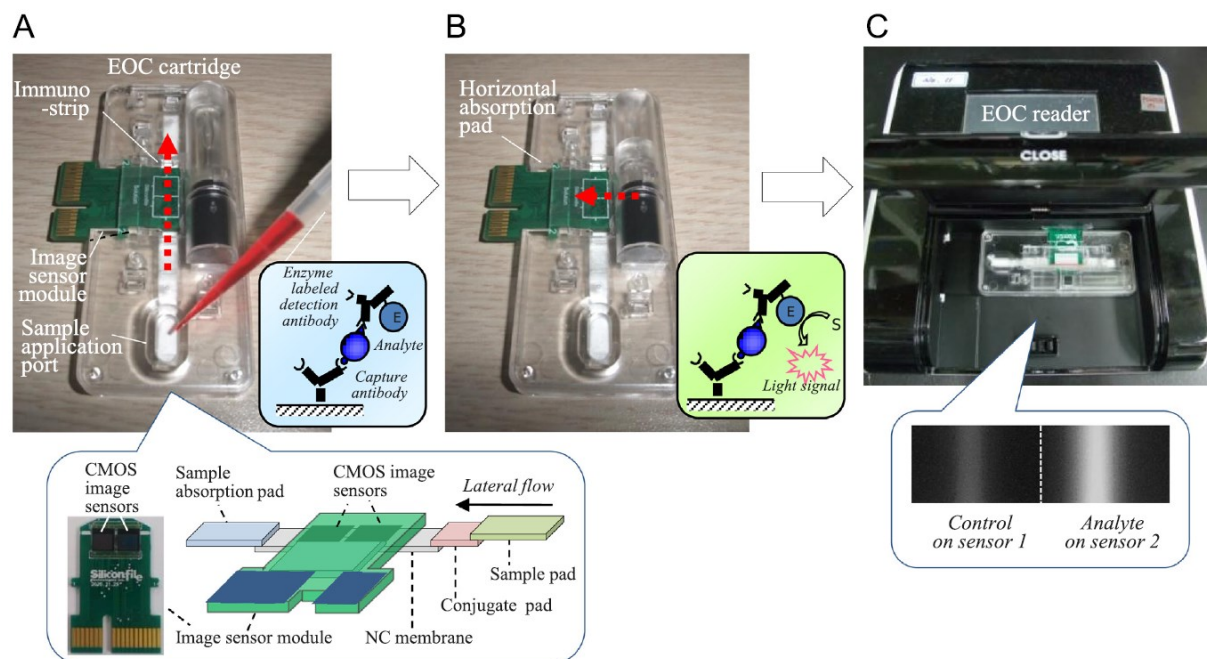 A
EOC cartridge
Immuno
-strip
Image
sensor
module
Sample
application
port
Enzyme
labeled
detection
antibody
E
Analyte
Capture
antibody
B
Horizontal
absorption
pad
E
S
Light signal
C
EOC reader
CLOSE
CMOS
image
sensors
Sample
absorption pad
CMOS image
sensors
Lateral flow
Siliconfile
Sample pad
Conjugate pad
Image sensor module
NC membrane
Control
on sensor 1
Analyte
on sensor 2